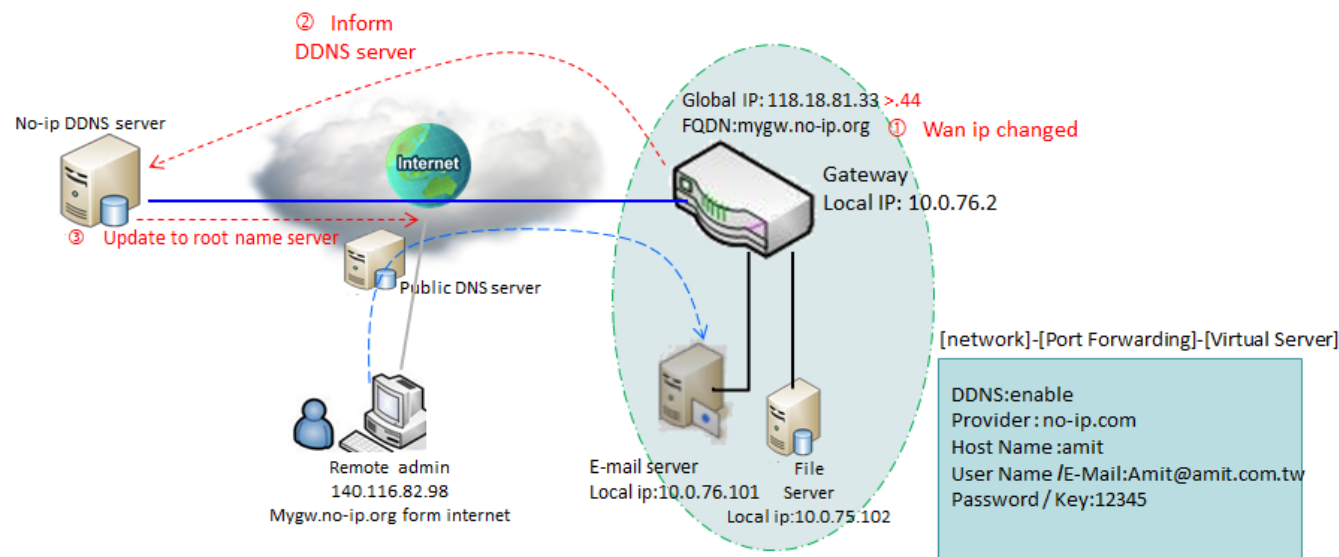 ② Inform
DDNS server
No-ip DDNS server
Internet
Global IP: 118.18.81.33 >.44
FQDN:mygw.no-ip.org ① Wan ip changed
Gateway
Local IP: 10.0.76.2
③ Update to root name server
Public DNS server
Remote admin
140.116.82.98
Mygw.no-ip.org form internet
E-mail server
Local ip:10.0.76.101
File
Server
Local ip:10.0.75.102
[network]-[Port Forwarding]-[Virtual Server]
DDNS:enable
Provider : no-ip.com
Host Name :amit
User Name /E-Mail:Amit@amit.com.tw
Password / Key:12345